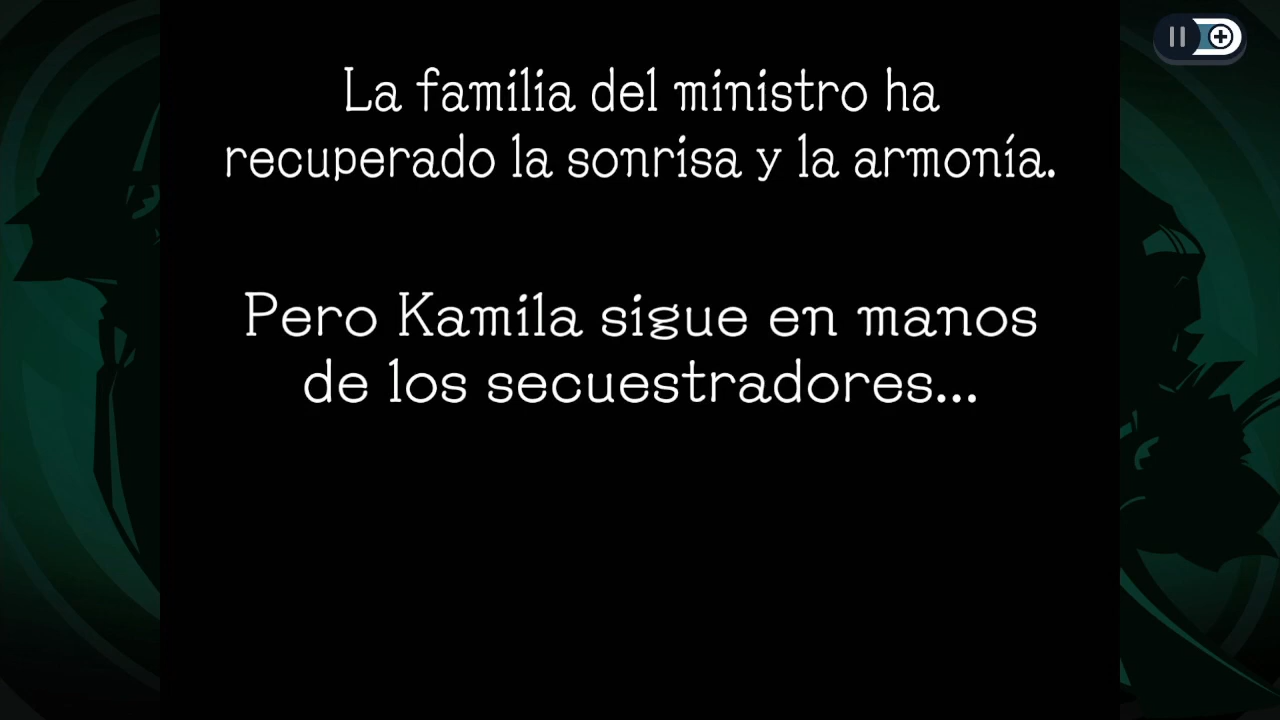 La familia del ministro ha
recuperado la sonrisa y la armonía.
Pero Kamila sigue en manos
de los secuestradores...